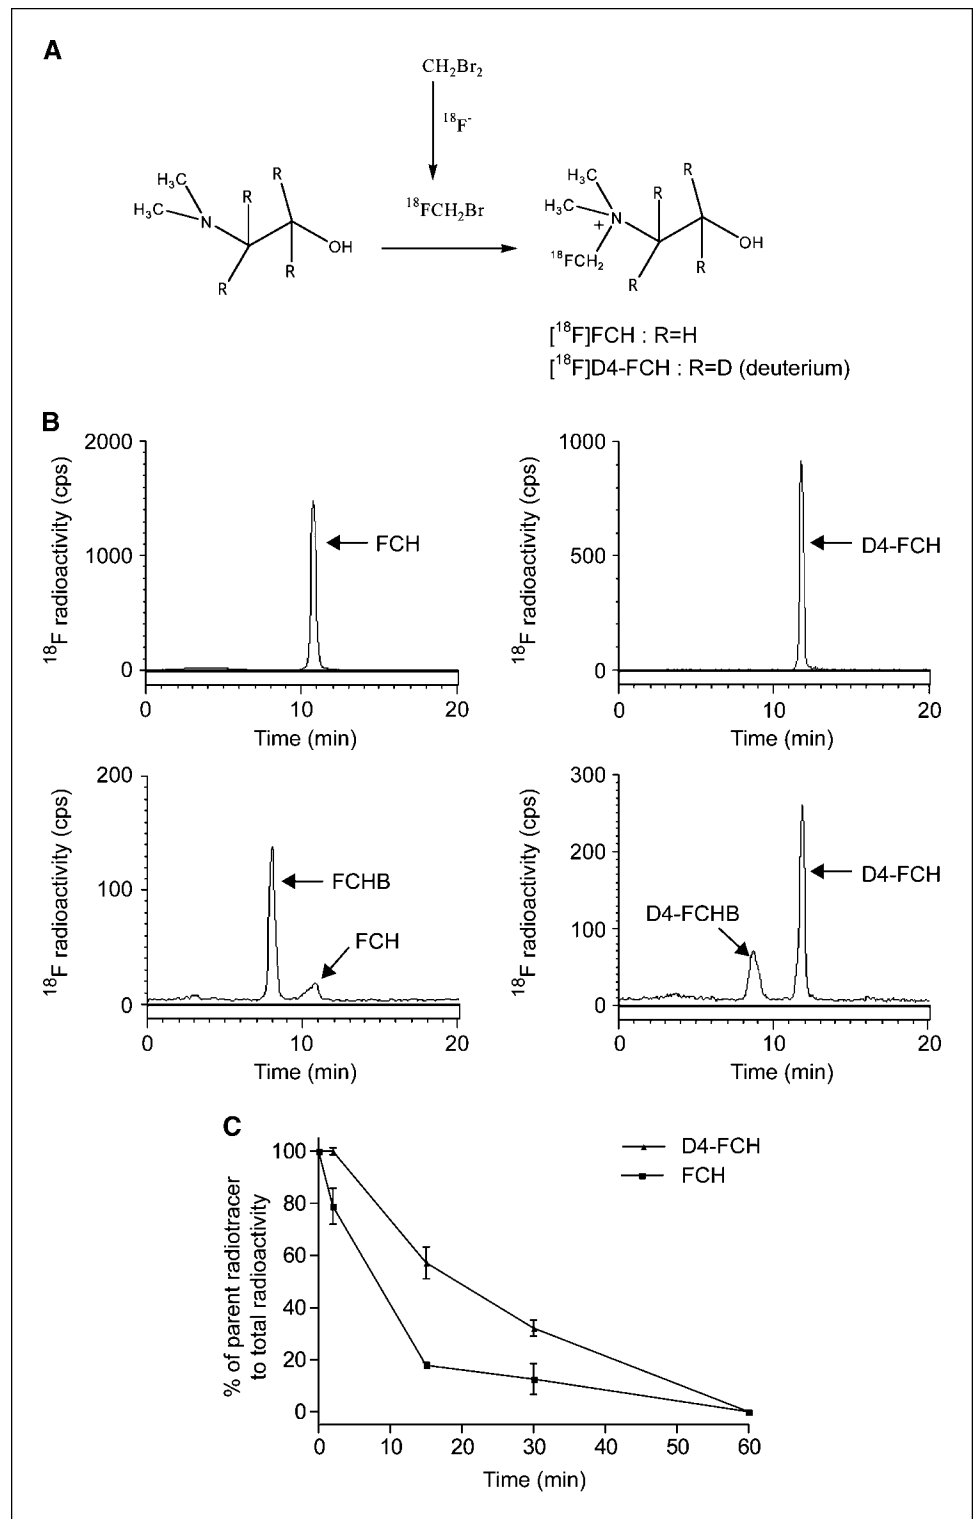 A
CH2Br2
18F-
18FCH2Br
H3C
H3C
N
R
R
R
R
OH
H3C
H3C
N
+
18FCH2
R
R
R
R
OH
[18F]FCH : R=H
[18F]D4-FCH : R=D (deuterium)
B
2000
1000
0
18F radioactivity (cps)
FCH
0 10 20
Time (min)
1000
500
0
18F radioactivity (cps)
D4-FCH
0 10 20
Time (min)
200
100
0
18F radioactivity (cps)
FCHB
FCH
0 10 20
Time (min)
300
200
100
0
18F radioactivity (cps)
D4-FCHB
D4-FCH
0 10 20
Time (min)
C
100
80
60
40
20
0
% of parent radiotracer
to total radioactivity
D4-FCH
FCH
0 10 20 30 40 50 60
Time (min)